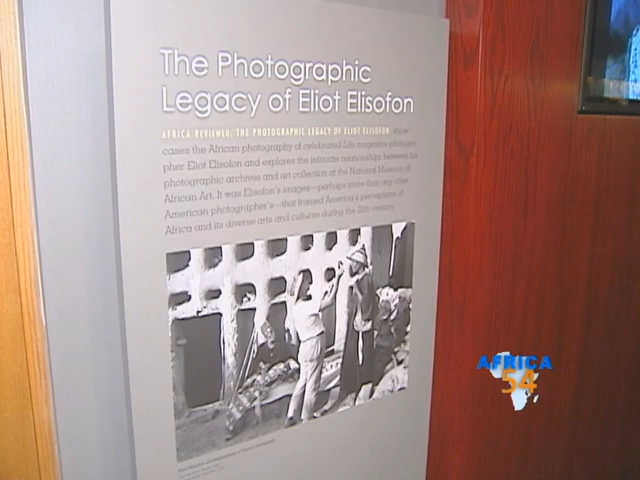 The Photographic
Legacy of Eliot Elisofon
AFRICA REVIEWED: THE PHOTOGRAPHIC LEGACY OF ELIOT ELISOFON show-
cases the African photography of celebrated Life magazine photogra-
pher Eliot Elisofon and explores the intricate relationships between his
photographic archives and art collection at the National Museum of
African Art. It was Elisofon's images—perhaps more than any other
American photographer's—that framed America's perceptions of
Africa and its diverse arts and cultures during the 20th century.
AFRICA
54